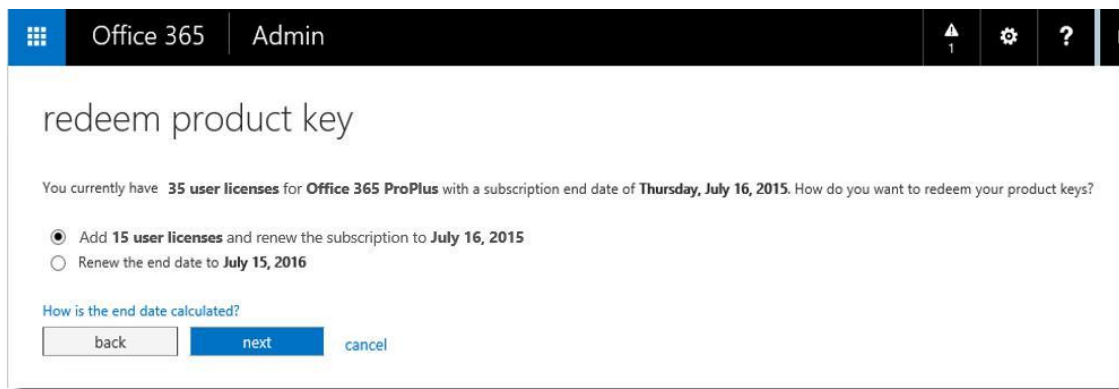 Office 365 Admin
1
?
redeem product key
You currently have 35 user licenses for Office 365 ProPlus with a subscription end date of Thursday, July 16, 2015. How do you want to redeem your product keys?
Add 15 user licenses and renew the subscription to July 16, 2015
Renew the end date to July 15, 2016
How is the end date calculated?
back next cancel